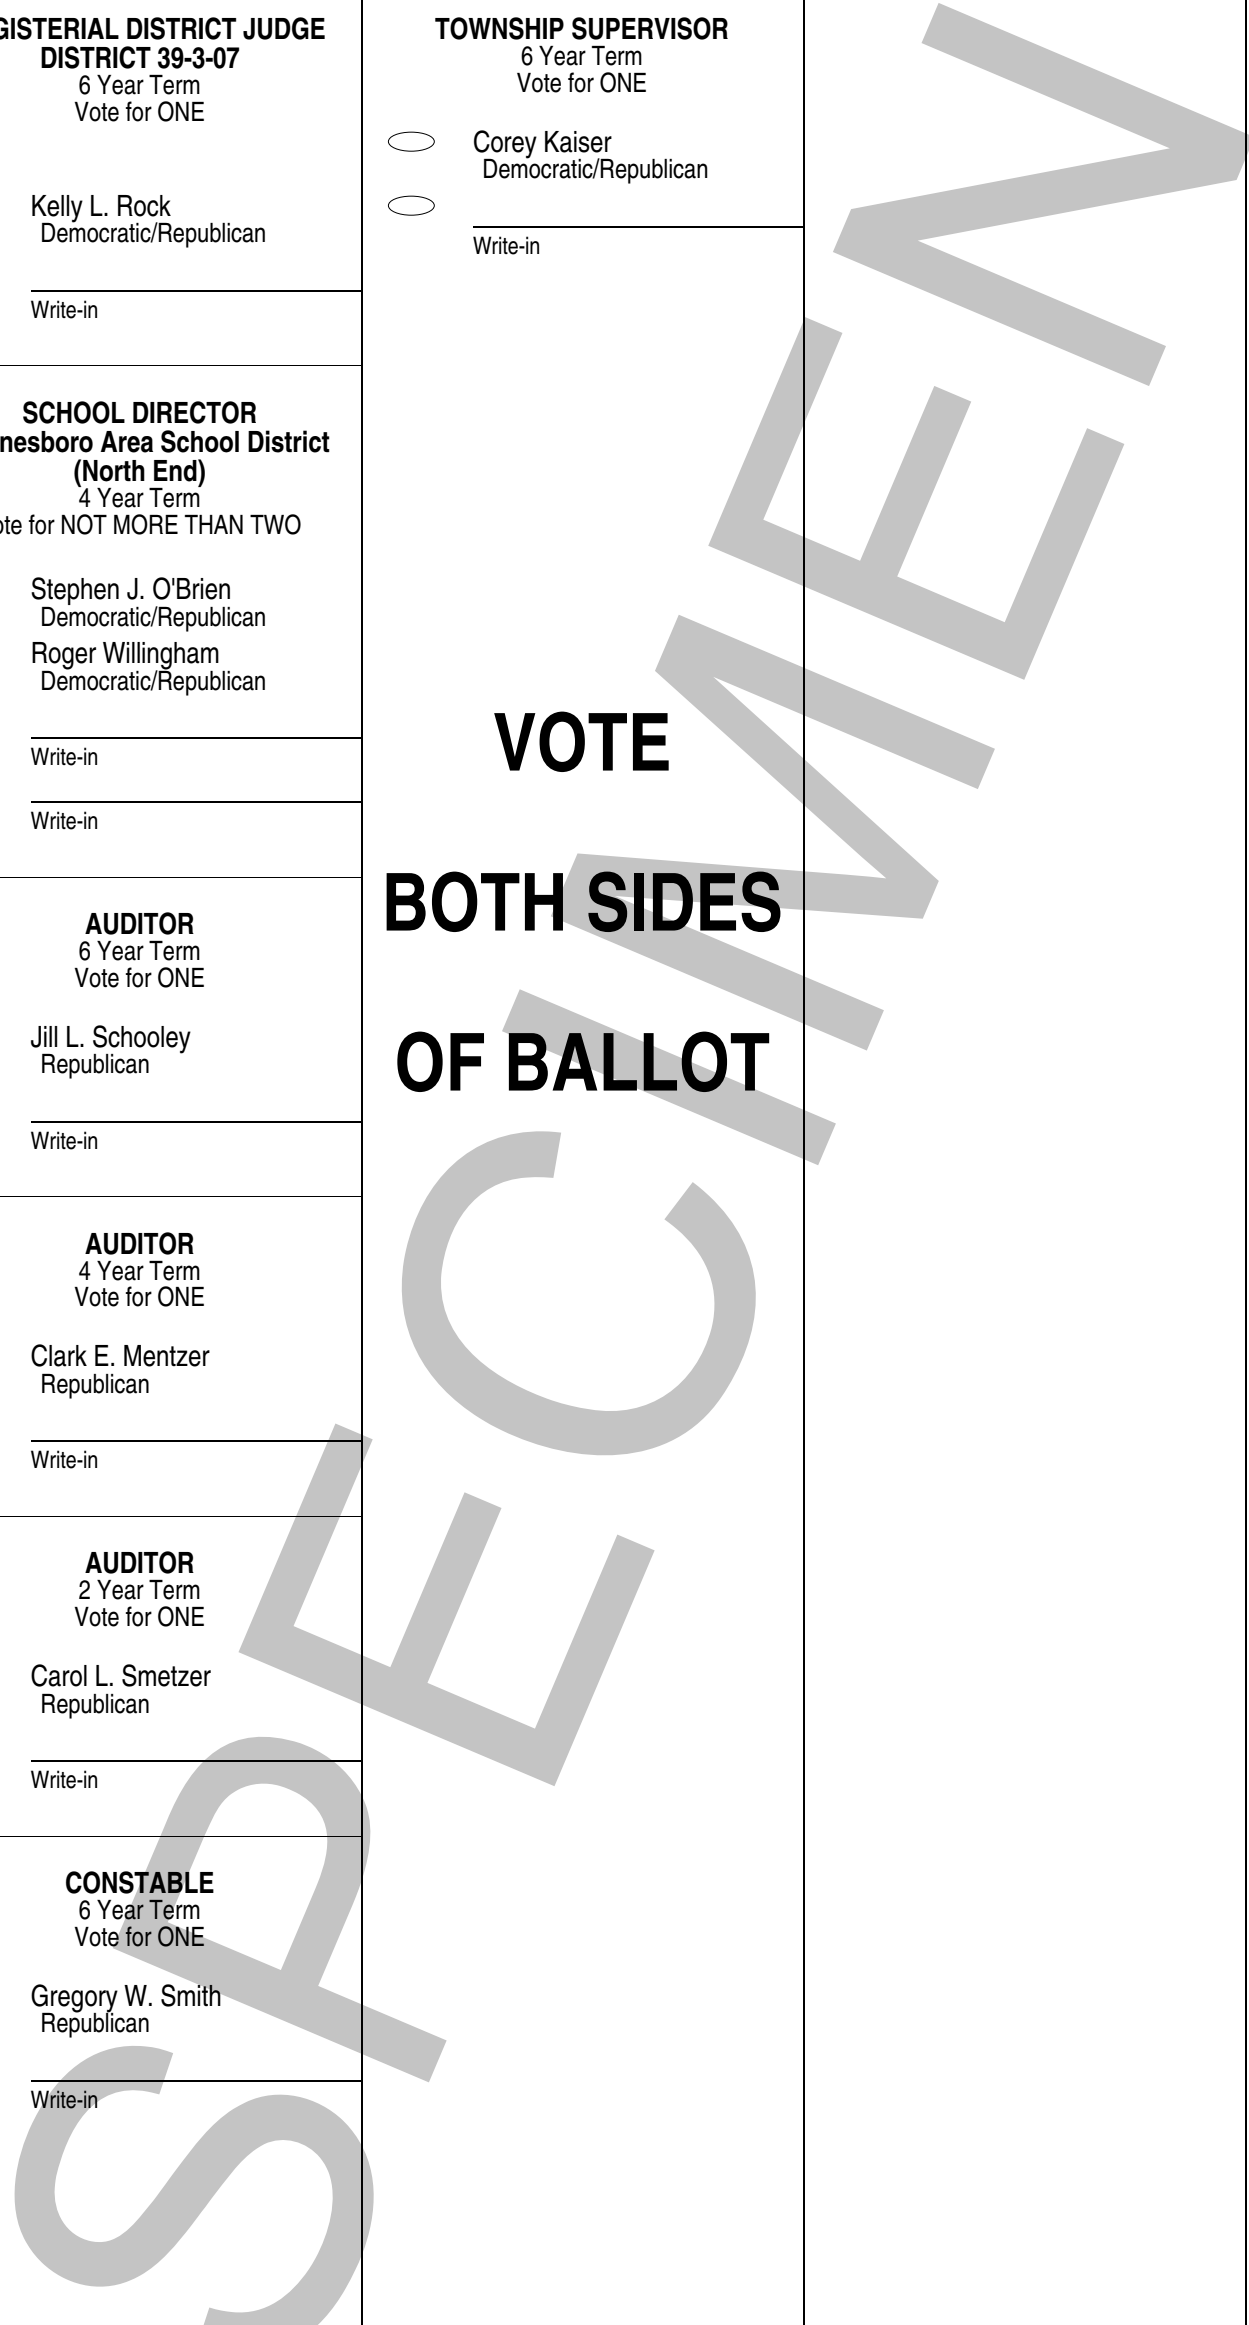 GISTERIAL DISTRICT JUDGE
DISTRICT 39-3-07
6 Year Term
Vote for ONE
Kelly L. Rock
Democratic/Republican
Write-in
SCHOOL DIRECTOR
nesboro Area School District
(North End)
4 Year Term
ote for NOT MORE THAN TWO
Stephen J. O'Brien
Democratic/Republican
Roger Willingham
Democratic/Republican
Write-in
Write-in
AUDITOR
6 Year Term
Vote for ONE
Jill L. Schooley
Republican
Write-in
AUDITOR
4 Year Term
Vote for ONE
Clark E. Mentzer
Republican
Write-in
AUDITOR
2 Year Term
Vote for ONE
Carol L. Smetzer
Republican
Write-in
CONSTABLE
6 Year Term
Vote for ONE
Gregory W. Smith
Republican
Write-in
TOWNSHIP SUPERVISOR
6 Year Term
Vote for ONE
Corey Kaiser
Democratic/Republican
Write-in
VOTE
BOTH SIDES
OF BALLOT
SPECIMEN